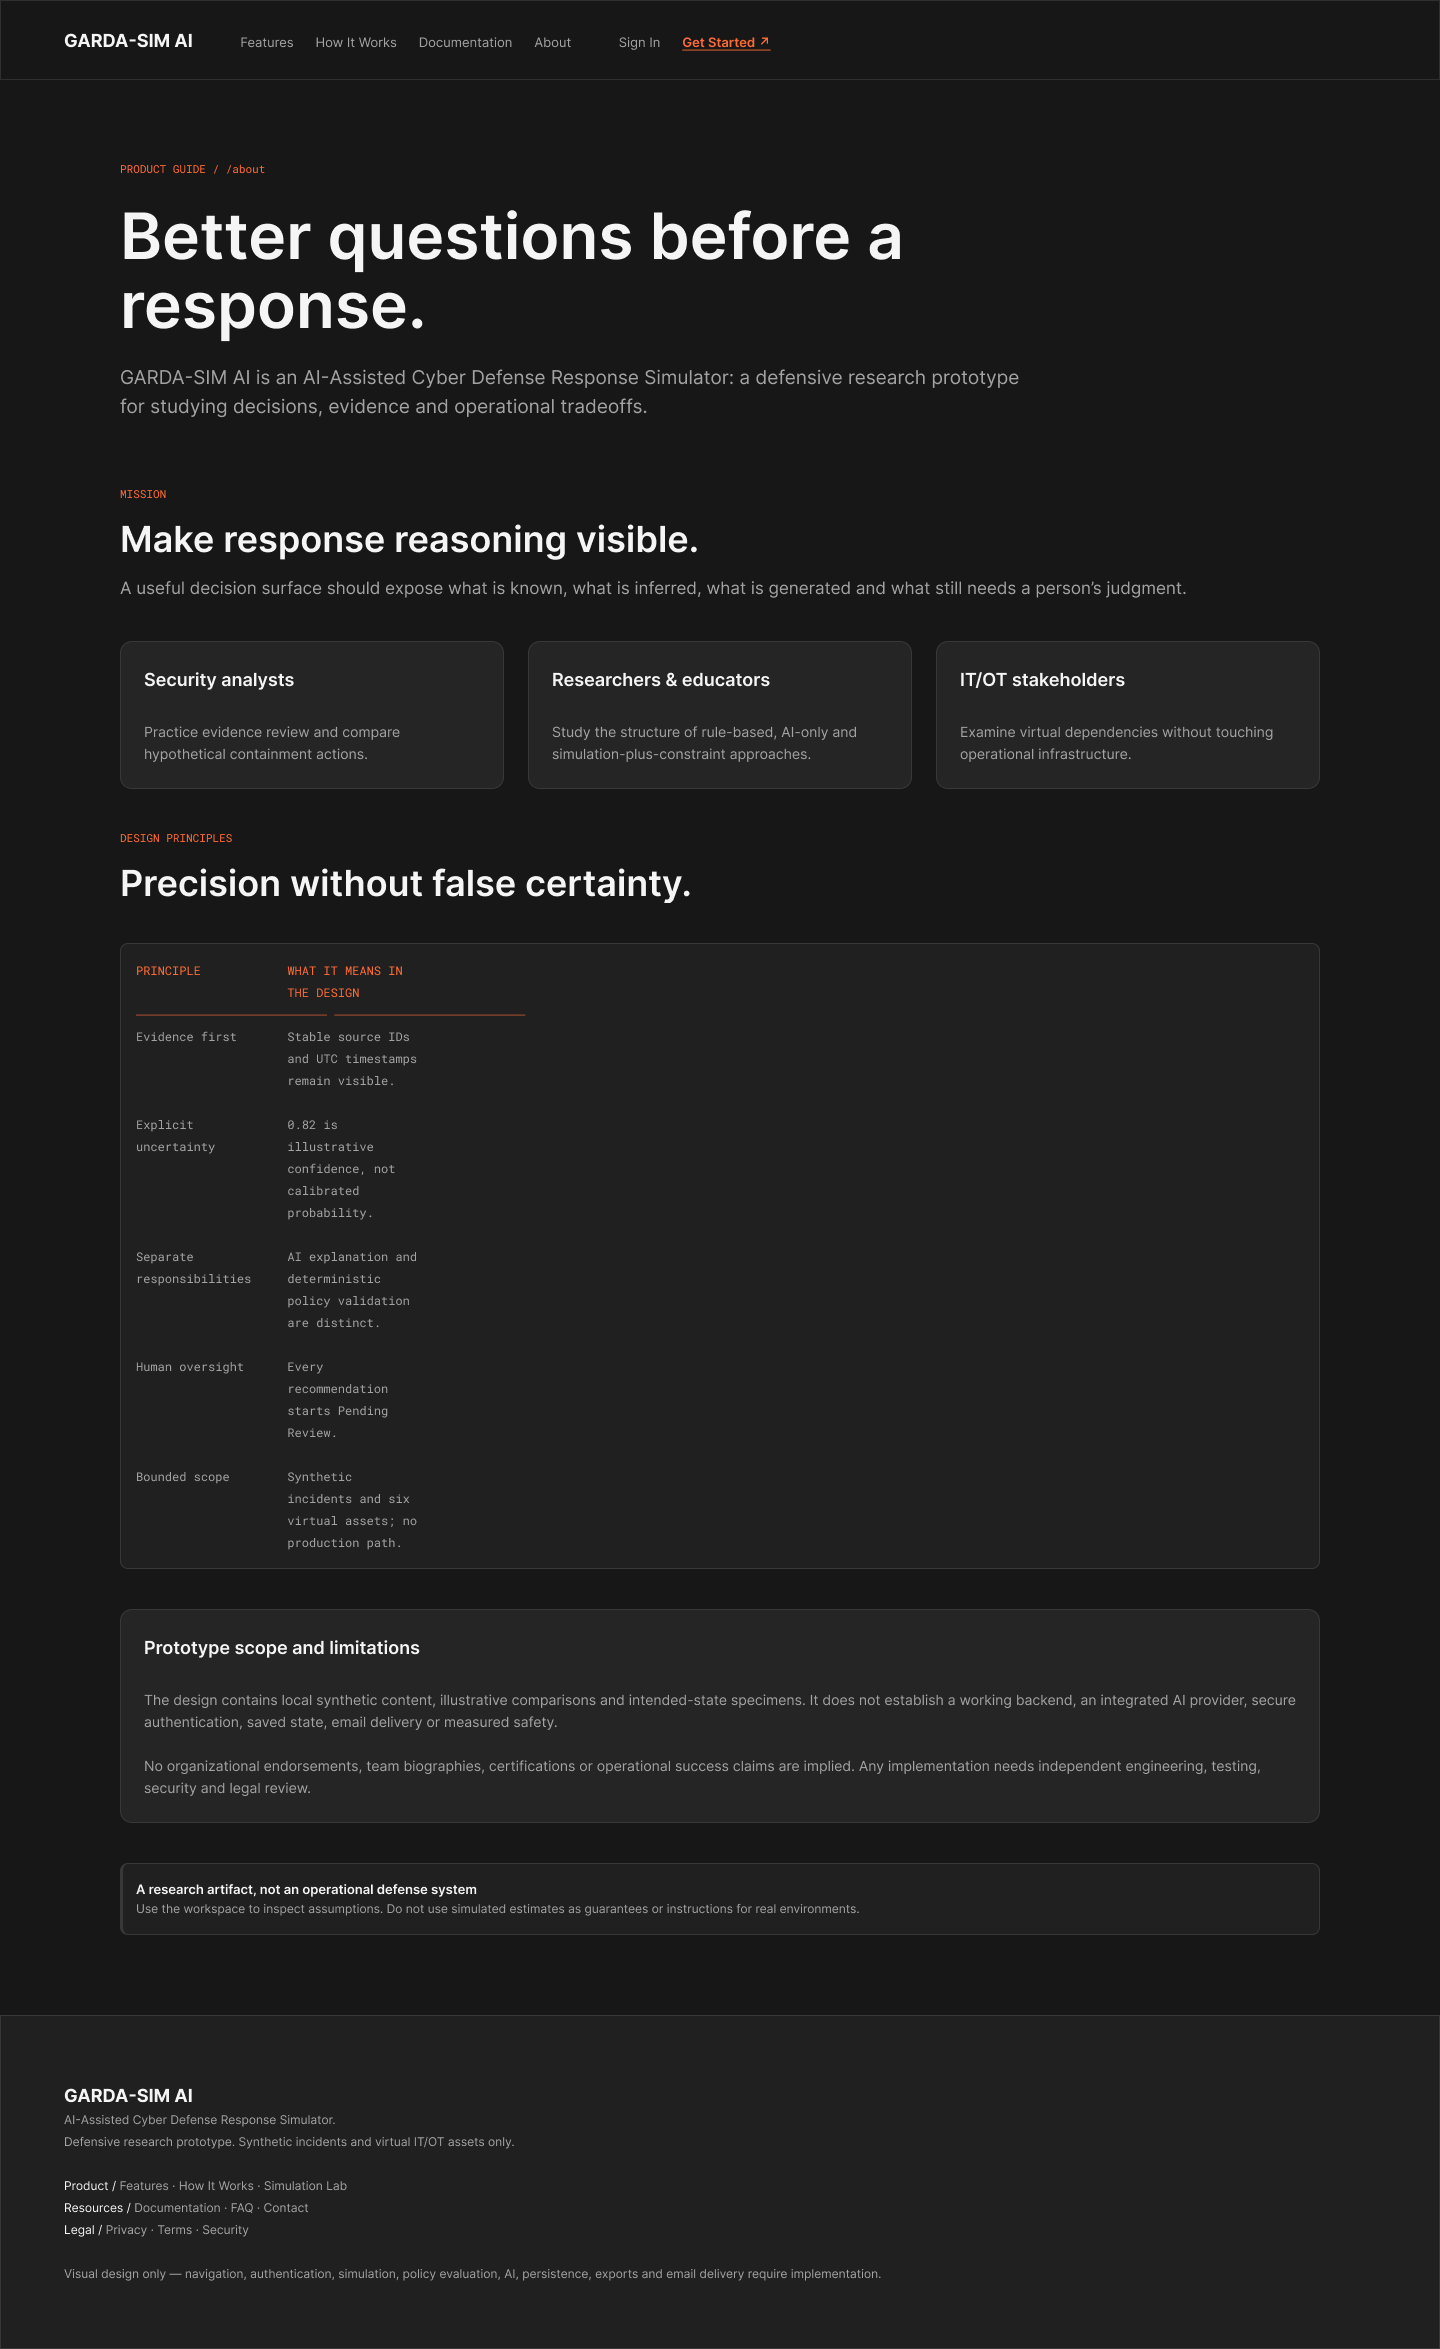 GARDA-SIM AI
Features
How It Works
Documentation
About
Sign In
Get Started ↗
PRODUCT GUIDE / /about
Better questions before a
response.
GARDA-SIM AI is an AI-Assisted Cyber Defense Response Simulator: a defensive research prototype
for studying decisions, evidence and operational tradeoffs.
MISSION
Make response reasoning visible.
A useful decision surface should expose what is known, what is inferred, what is generated and what still needs a person’s judgment.
Security analysts
Practice evidence review and compare
hypothetical containment actions.
Researchers & educators
Study the structure of rule-based, AI-only and
simulation-plus-constraint approaches.
IT/OT stakeholders
Examine virtual dependencies without touching
operational infrastructure.
DESIGN PRINCIPLES
Precision without false certainty.
PRINCIPLE
WHAT IT MEANS IN
THE DESIGN
Evidence first
Stable source IDs
and UTC timestamps
remain visible.
Explicit
uncertainty
0.82 is
illustrative
confidence, not
calibrated
probability.
Separate
responsibilities
AI explanation and
deterministic
policy validation
are distinct.
Human oversight
Every
recommendation
starts Pending
Review.
Bounded scope
Synthetic
incidents and six
virtual assets; no
production path.
Prototype scope and limitations
The design contains local synthetic content, illustrative comparisons and intended-state specimens. It does not establish a working backend, an integrated AI provider, secure
authentication, saved state, email delivery or measured safety.
No organizational endorsements, team biographies, certifications or operational success claims are implied. Any implementation needs independent engineering, testing,
security and legal review.
A research artifact, not an operational defense system
Use the workspace to inspect assumptions. Do not use simulated estimates as guarantees or instructions for real environments.
GARDA-SIM AI
AI-Assisted Cyber Defense Response Simulator.
Defensive research prototype. Synthetic incidents and virtual IT/OT assets only.
Product / Features · How It Works · Simulation Lab
Resources / Documentation · FAQ · Contact
Legal / Privacy · Terms · Security
Visual design only — navigation, authentication, simulation, policy evaluation, AI, persistence, exports and email delivery require implementation.